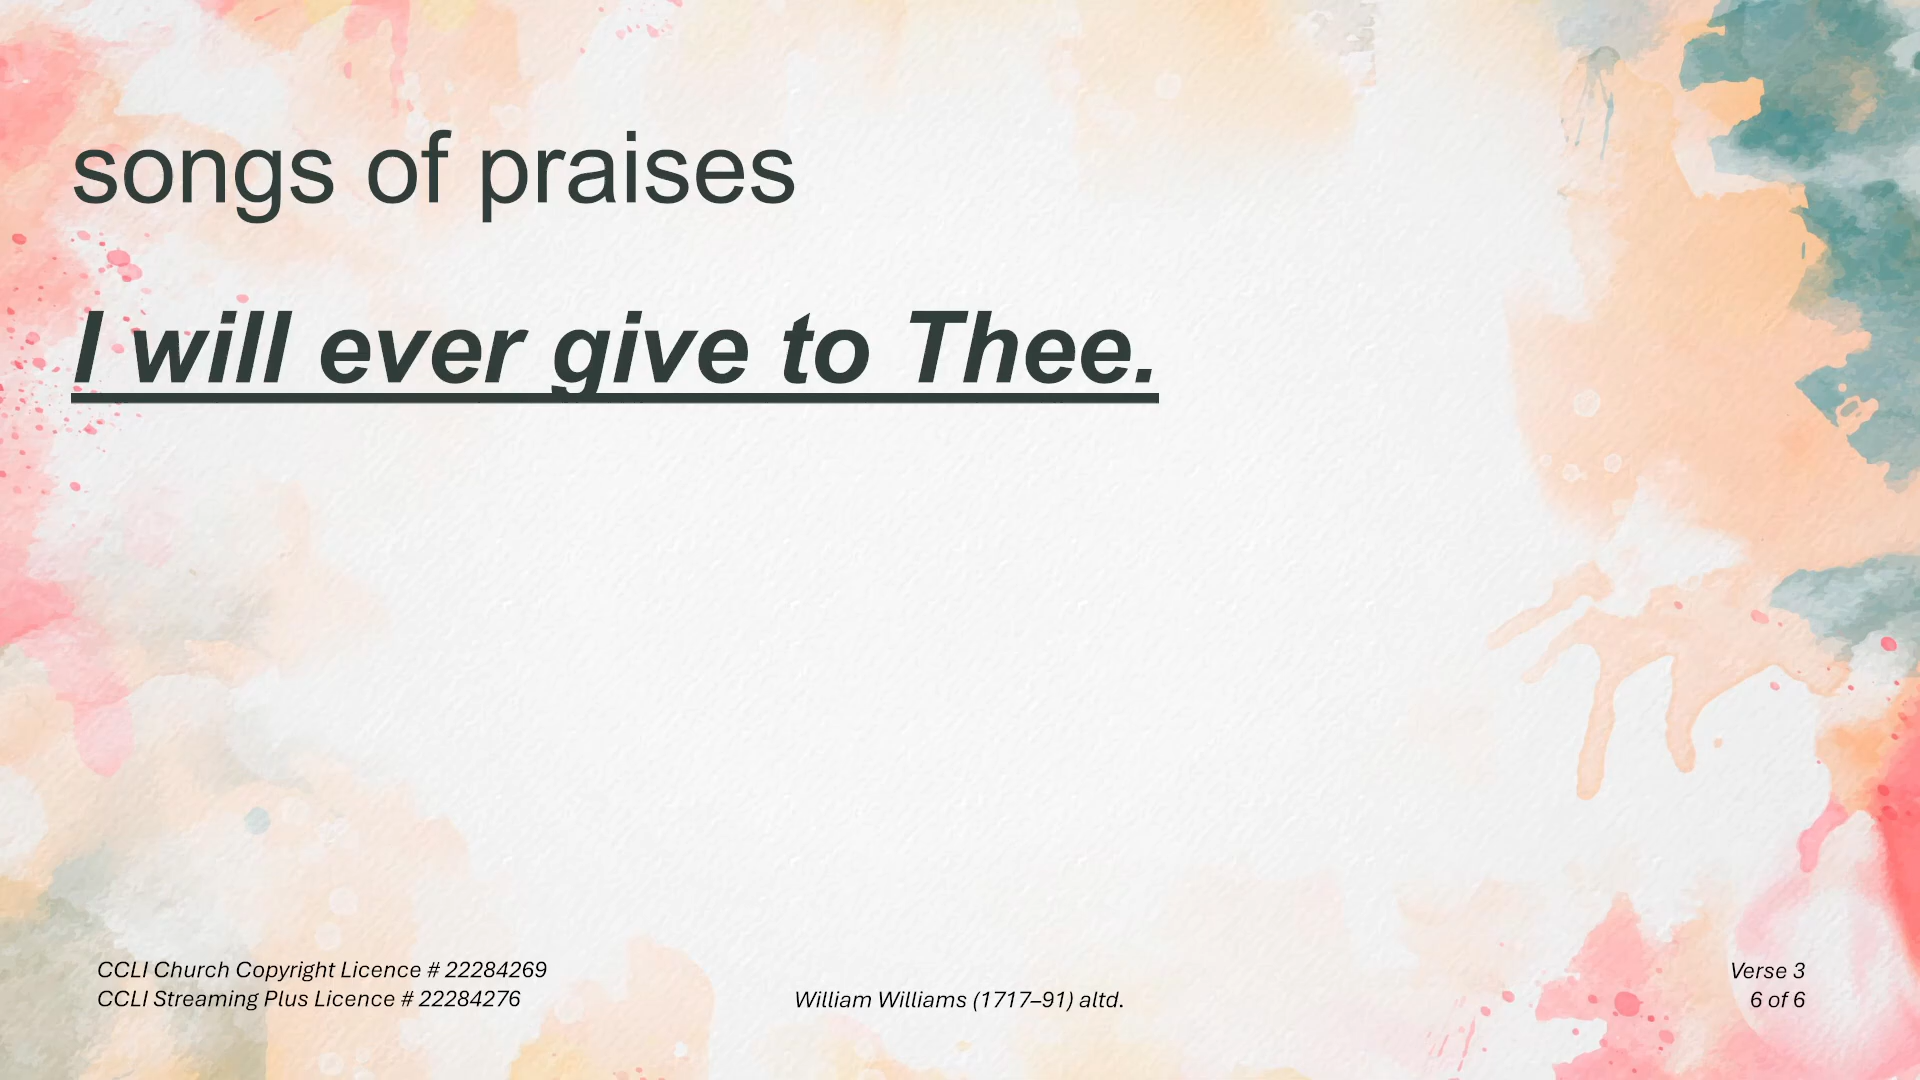 songs of praises
I will ever give to Thee.
CCLI Church Copyright Licence # 22284269
CCLI Streaming Plus Licence # 22284276
William Williams (1717–91) altd.
Verse 3
6 of 6